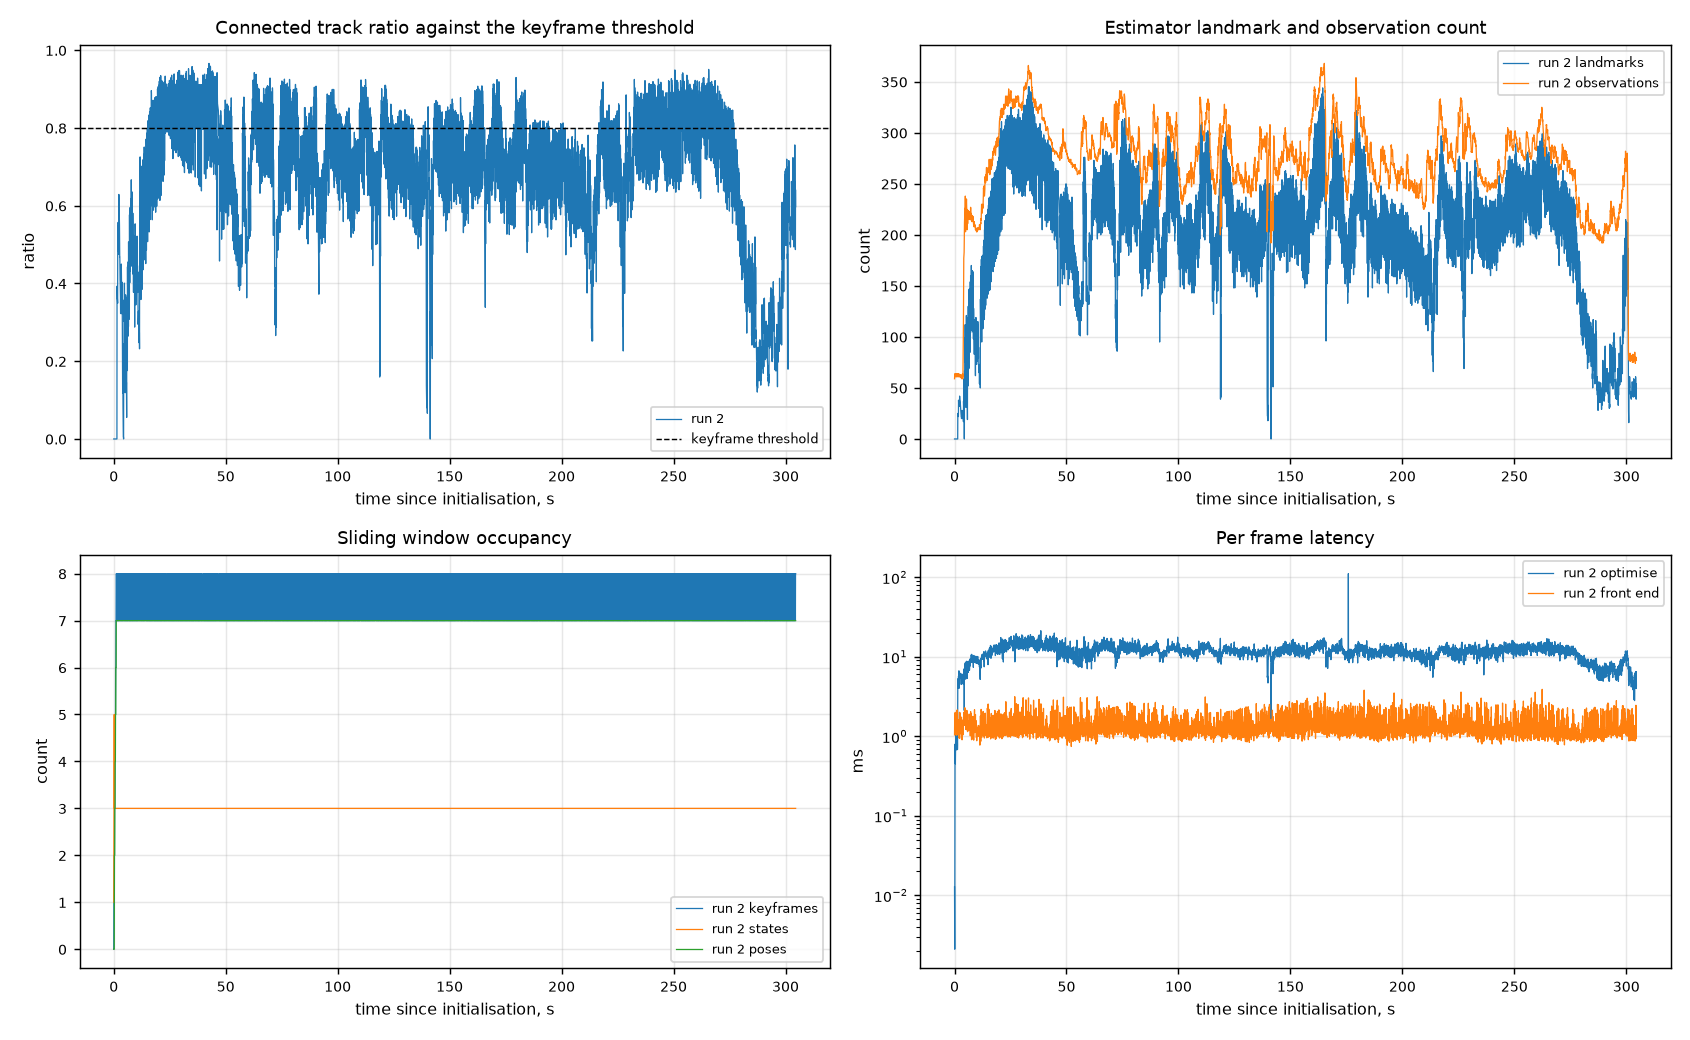 Connected track ratio against the keyframe threshold
1.0
0.8
0.6
0.4
0.2
0.0
ratio
run 2
keyframe threshold
0 50 100 150 200 250 300
time since initialisation, s
Estimator landmark and observation count
run 2 landmarks
run 2 observations
350
300
250
200
150
100
50
0
count
0 50 100 150 200 250 300
time since initialisation, s
Sliding window occupancy
8
7
6
5
4
3
2
1
0
count
run 2 keyframes
run 2 states
run 2 poses
0 50 100 150 200 250 300
time since initialisation, s
Per frame latency
run 2 optimise
run 2 front end
10²
10¹
10⁰
10⁻¹
10⁻²
ms
0 50 100 150 200 250 300
time since initialisation, s